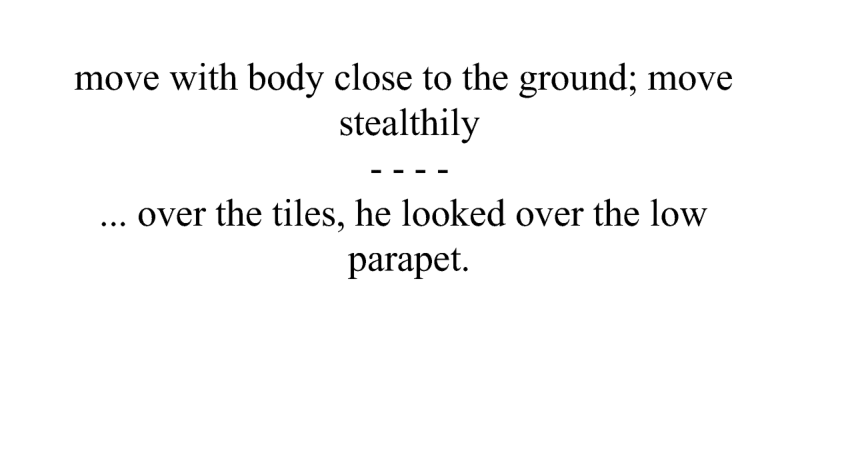 move with body close to the ground; move
stealthily
- - - -
... over the tiles, he looked over the low
parapet.